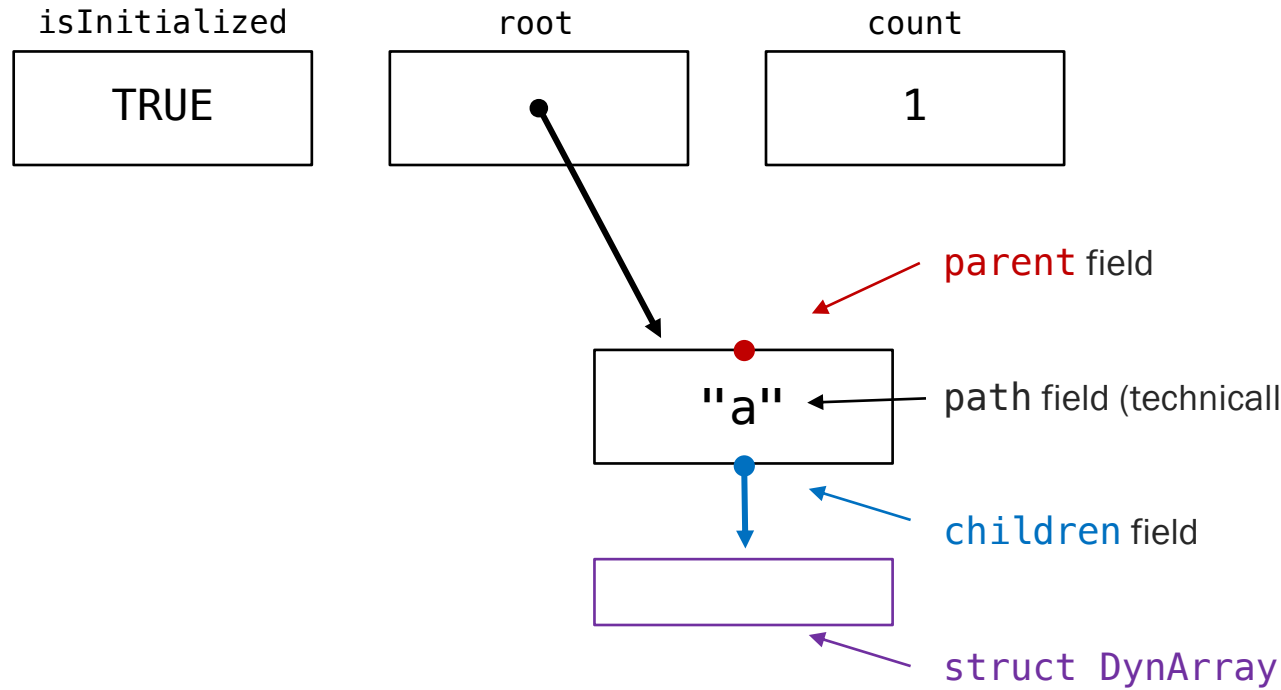 isInitialized root count
TRUE 1
parent field
"a" path field (technicall
children field
struct DynArray